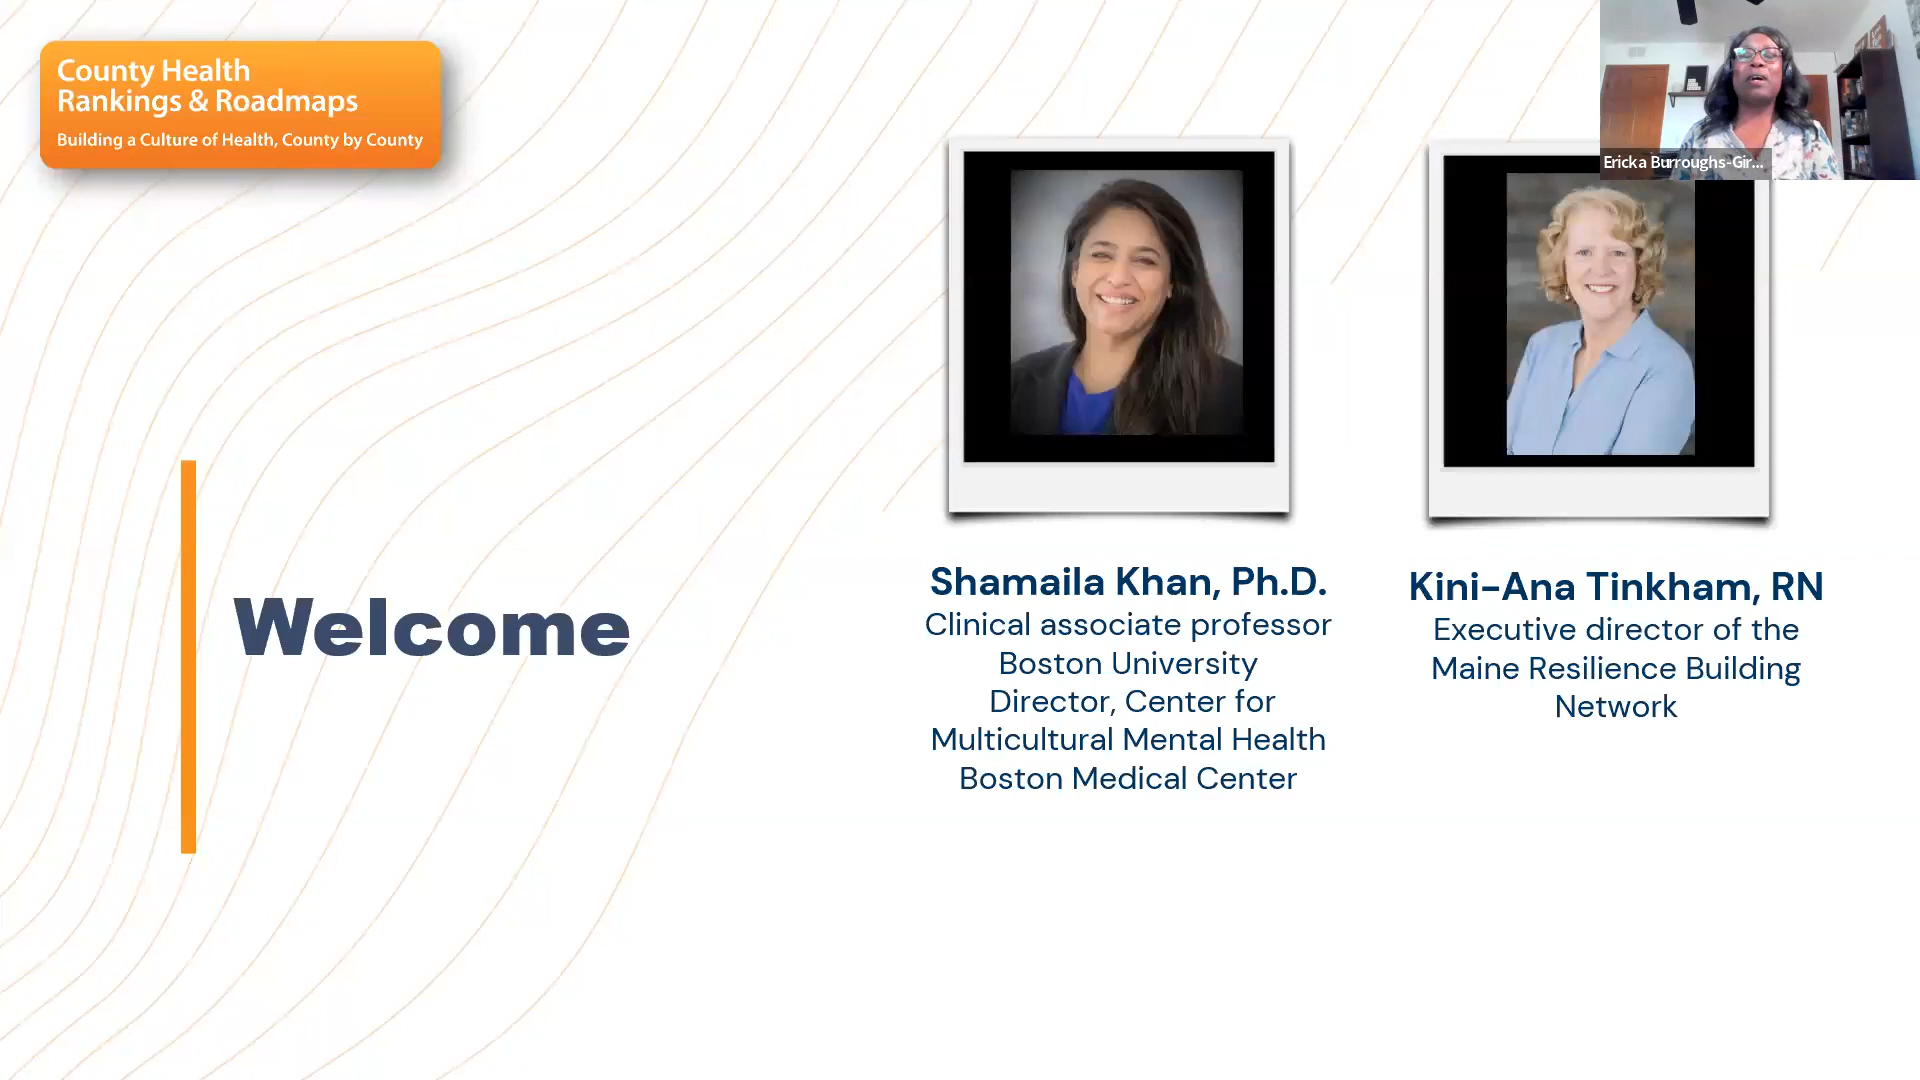 County Health
Rankings & Roadmaps
Building a Culture of Health, County by County
Ericka Burroughs-Gir...
Welcome
Shamaila Khan, Ph.D.
Clinical associate professor
Boston University
Director, Center for
Multicultural Mental Health
Boston Medical Center
Kini-Ana Tinkham, RN
Executive director of the
Maine Resilience Building
Network